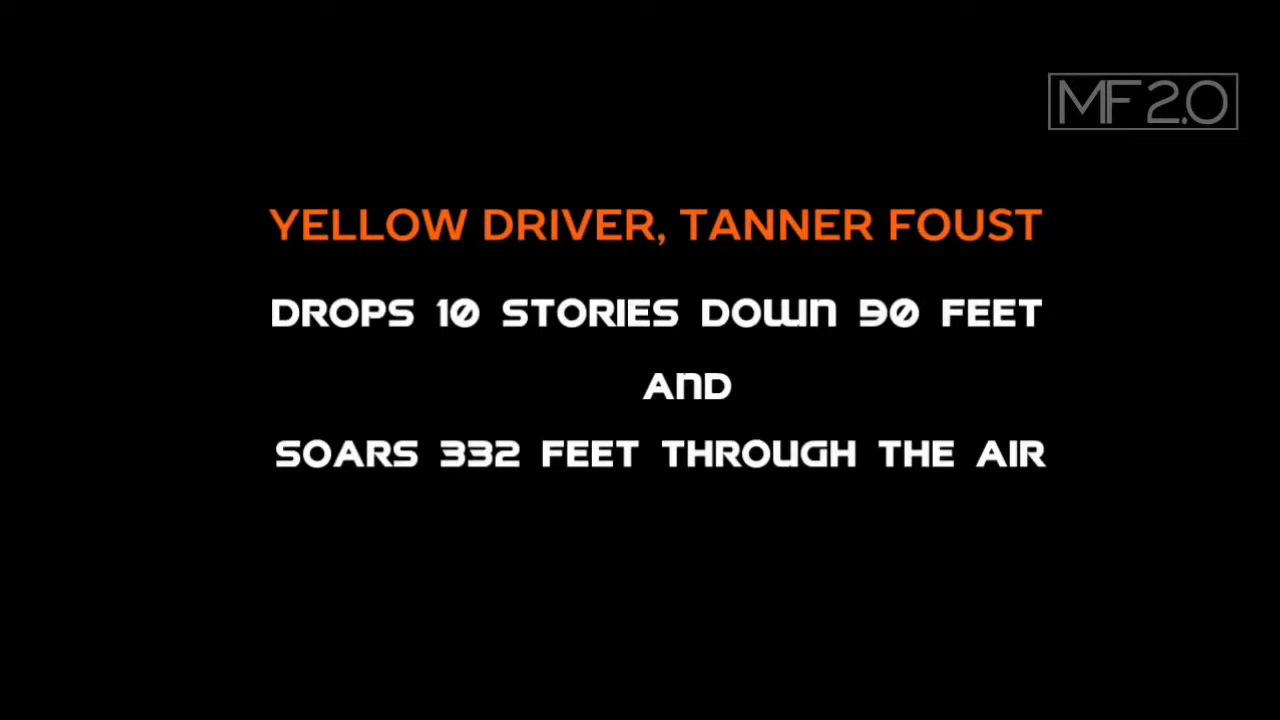 MF 2.0
YELLOW DRIVER, TANNER FOUST
DROPS 10 STORIES DOWN 90 FEET
AND
SOARS 332 FEET THROUGH THE AIR